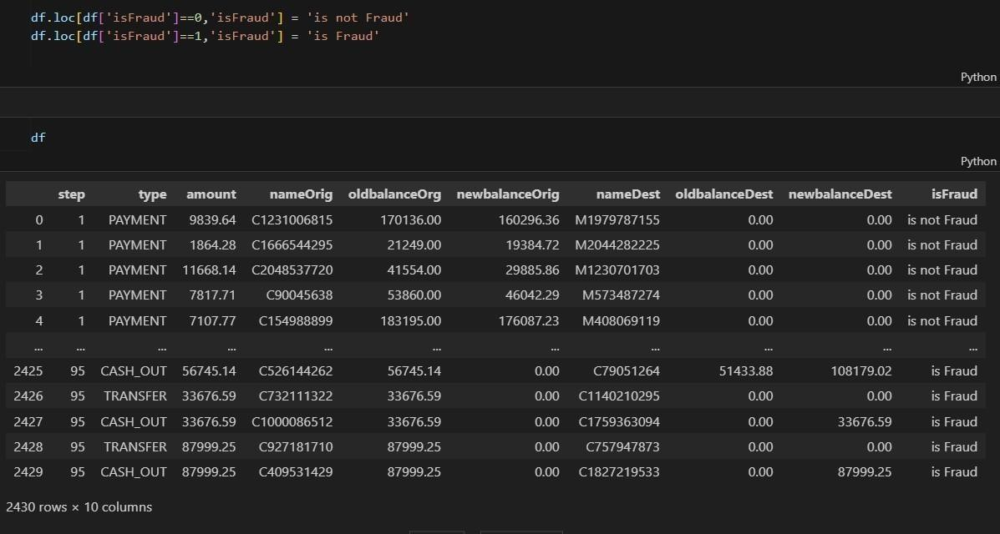 df.loc[df['isFraud']==0,'isFraud'] = 'is not Fraud'
df.loc[df['isFraud']==1,'isFraud'] = 'is Fraud'
Python
df
Python
step type amount nameOrig oldbalanceOrg newbalanceOrig nameDest oldbalanceDest newbalanceDest isFraud
0 1 PAYMENT 9839.64 C1231006815 170136.00 160296.36 M1979787155 0.00 0.00 is not Fraud
1 1 PAYMENT 1864.28 C1666544295 21249.00 19384.72 M2044282225 0.00 0.00 is not Fraud
2 1 PAYMENT 11668.14 C2048537720 41554.00 29885.86 M1230701703 0.00 0.00 is not Fraud
3 1 PAYMENT 7817.71 C90045638 53860.00 46042.29 M573487274 0.00 0.00 is not Fraud
4 1 PAYMENT 7107.77 C154988899 183195.00 176087.23 M408069119 0.00 0.00 is not Fraud
... ... ... ... ... ... ... ... ... ... ...
2425 95 CASH_OUT 56745.14 C526144262 56745.14 0.00 C79051264 51433.88 108179.02 is Fraud
2426 95 TRANSFER 33676.59 C732111322 33676.59 0.00 C1140210295 0.00 0.00 is Fraud
2427 95 CASH_OUT 33676.59 C1000086512 33676.59 0.00 C1759363094 0.00 33676.59 is Fraud
2428 95 TRANSFER 87999.25 C927181710 87999.25 0.00 C757947873 0.00 0.00 is Fraud
2429 95 CASH_OUT 87999.25 C409531429 87999.25 0.00 C1827219533 0.00 87999.25 is Fraud
2430 rows × 10 columns